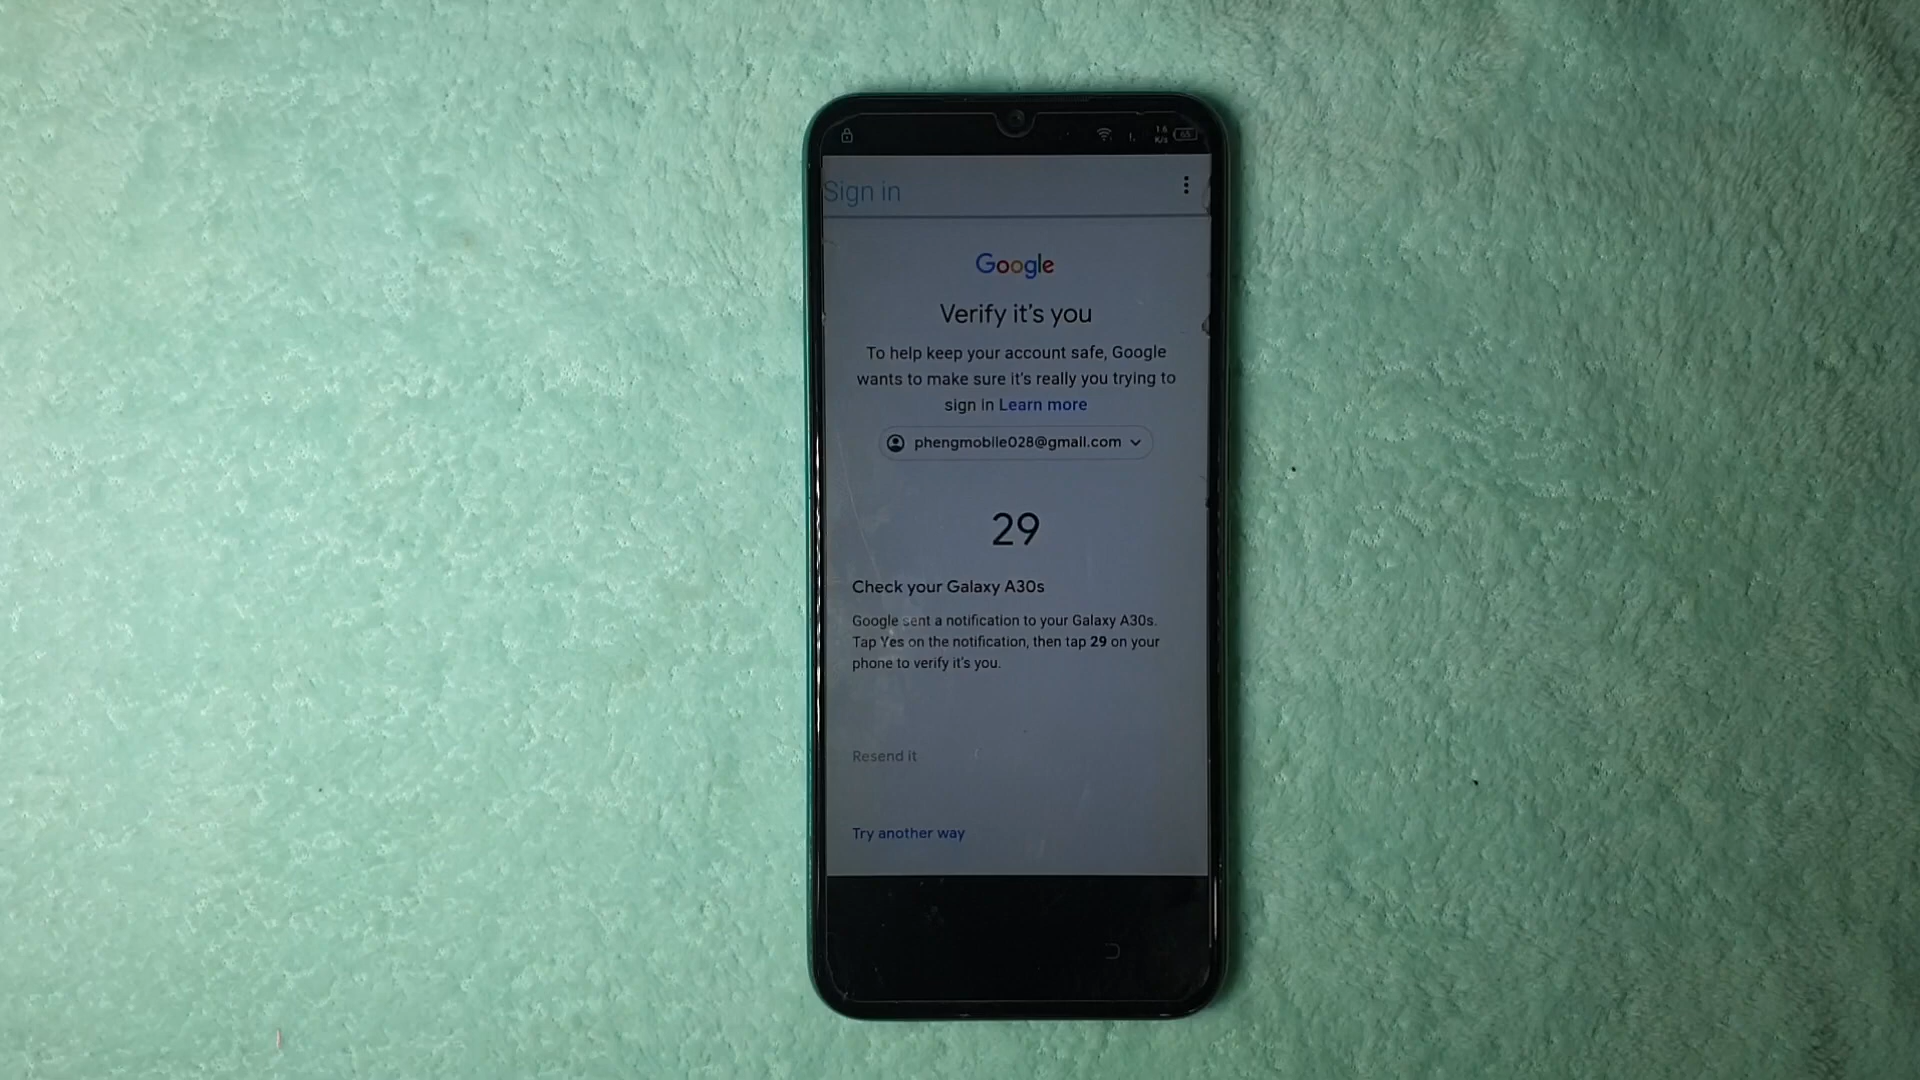 1.6
K/s
65
Sign in
Google
Verify it's you
To help keep your account safe, Google
wants to make sure it's really you trying to
sign in Learn more
phengmobile028@gmail.com
29
Check your Galaxy A30s
Google sent a notification to your Galaxy A30s.
Tap Yes on the notification, then tap 29 on your
phone to verify it's you.
Resend it
Try another way